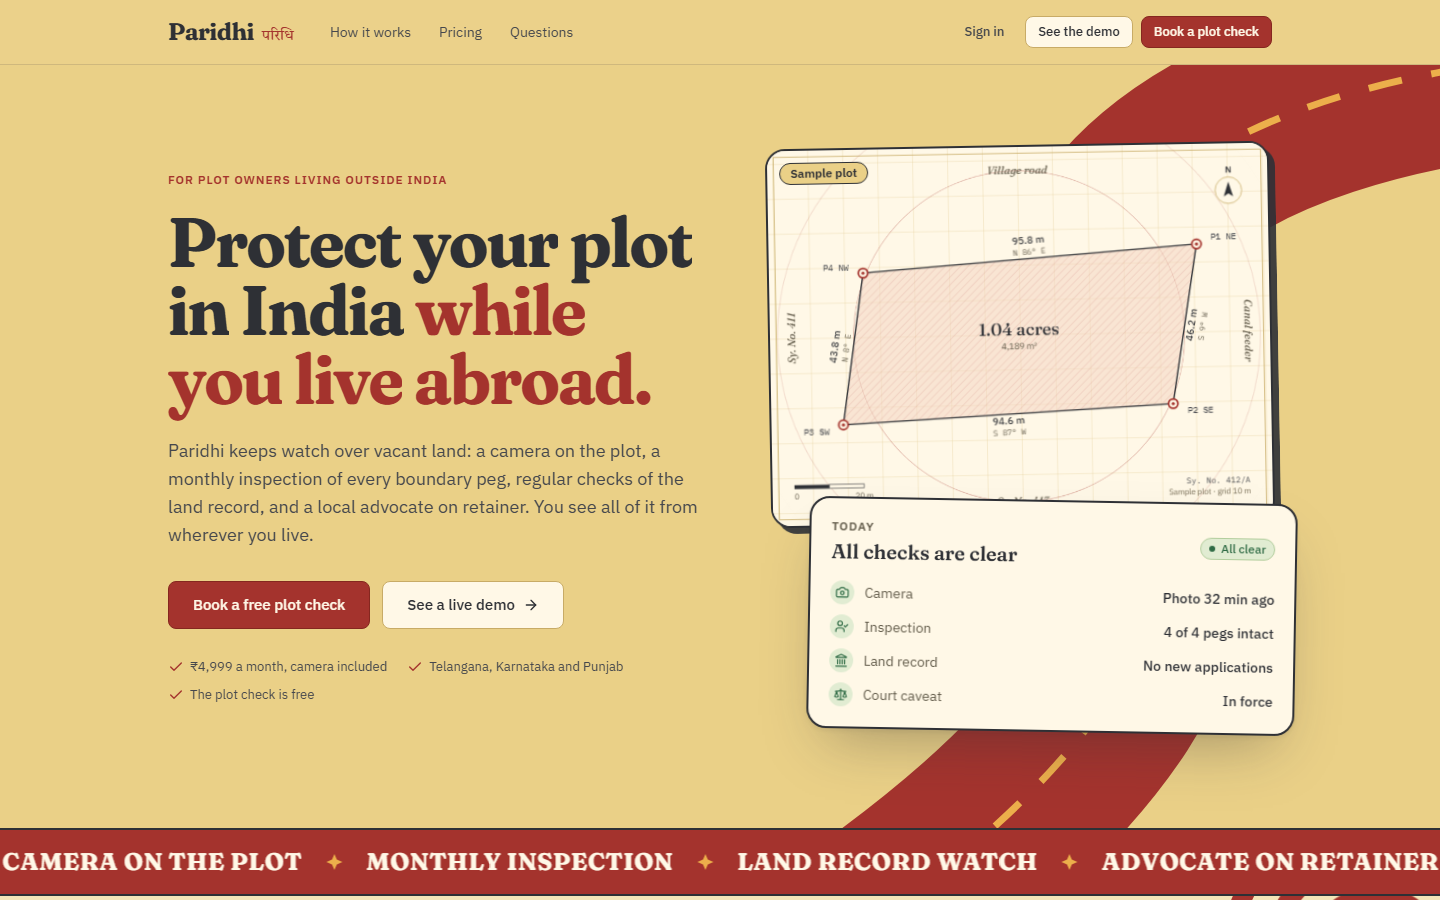 Paridhi परिधि
How it works
Pricing
Questions
Sign in
See the demo
Book a plot check
FOR PLOT OWNERS LIVING OUTSIDE INDIA
Protect your plot
in India while
you live abroad.
Paridhi keeps watch over vacant land: a camera on the plot, a
monthly inspection of every boundary peg, regular checks of the
land record, and a local advocate on retainer. You see all of it from
wherever you live.
Book a free plot check
See a live demo
₹4,999 a month, camera included
Telangana, Karnataka and Punjab
The plot check is free
Sample plot
Village road
N
P1 NE
95.8 m
N 86° E
P4 NW
Sy. No. 411
43.8 m
N 8° E
1.04 acres
4,189 m²
46.2 m
S 9° W
Canal feeder
P2 SE
94.6 m
S 87° W
P3 SW
0
20 m
Sy. No. 412/A
Sample plot - grid 10 m
TODAY
All checks are clear
All clear
Camera
Photo 32 min ago
Inspection
4 of 4 pegs intact
Land record
No new applications
Court caveat
In force
CAMERA ON THE PLOT
MONTHLY INSPECTION
LAND RECORD WATCH
ADVOCATE ON RETAINER